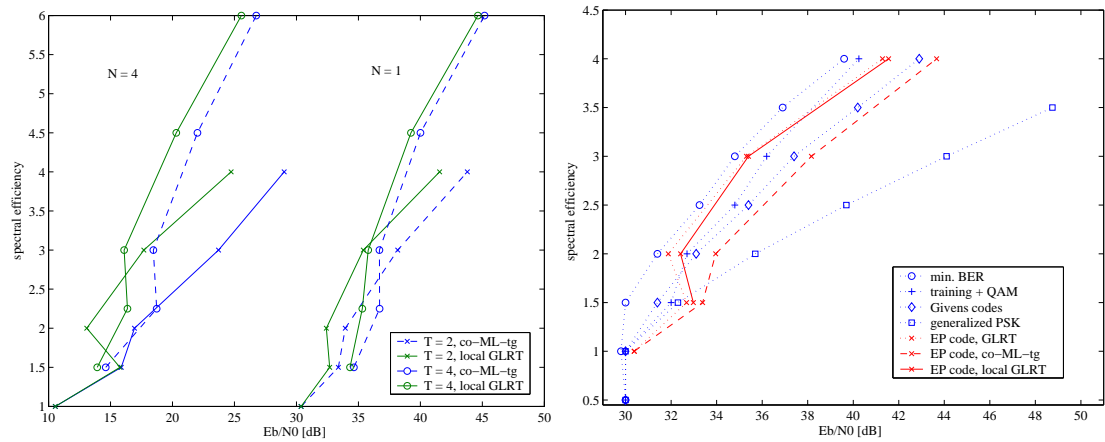 6
5.5
5
4.5
4
3.5
3
2.5
2
1.5
1
spectral efficiency
N = 4
N = 1
T = 2, co−ML−tg
T = 2, local GLRT
T = 4, co−ML−tg
T = 4, local GLRT
10 15 20 25 30 35 40 45 50
Eb/N0 [dB]
4
3.5
3
2.5
2
1.5
1
0.5
spectral efficiency
min. BER
training + QAM
Givens codes
generalized PSK
EP code, GLRT
EP code, co−ML−tg
EP code, local GLRT
30 32 34 36 38 40 42 44 46 48 50
Eb/N0 [dB]